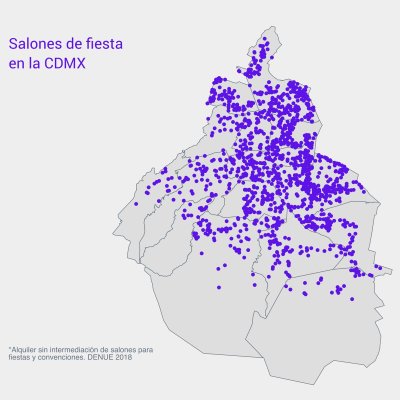 Salones de fiesta
en la CDMX
*Alquiler sin intermediación de salones para
fiestas y convenciones. DENUE 2018